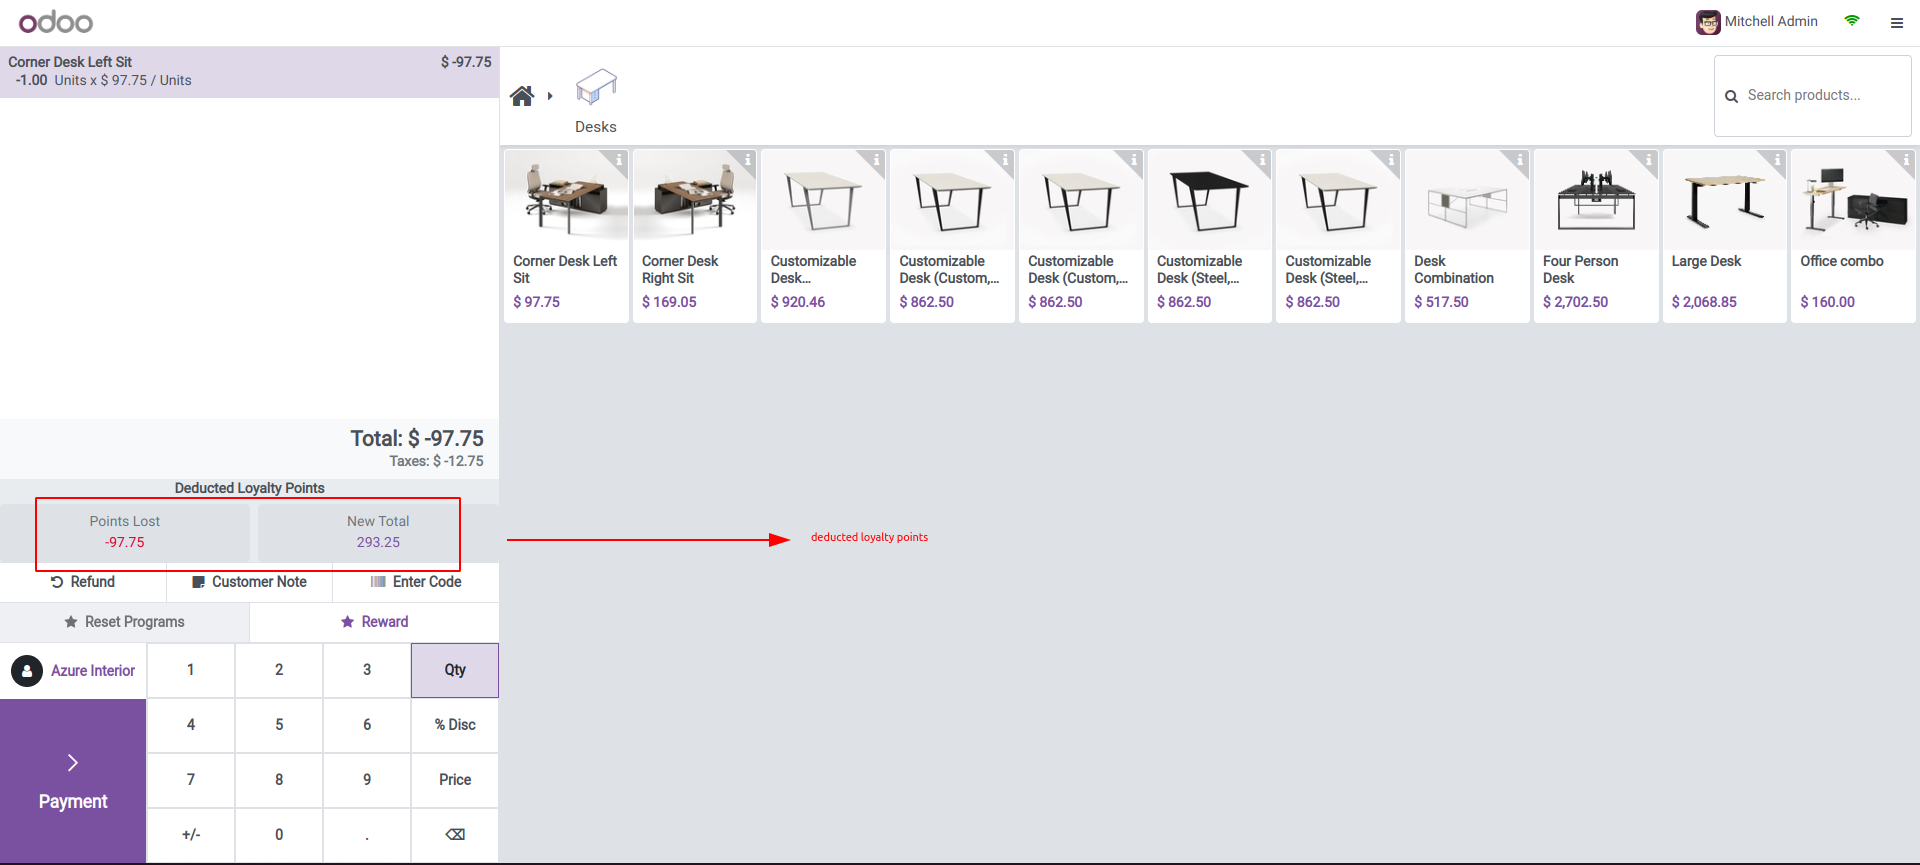 odoo
Mitchell Admin
Corner Desk Left Sit $ -97.75
-1.00 Units x $ 97.75 / Units
Desks
Search products...
Corner Desk Left
Sit
$ 97.75
Corner Desk
Right Sit
$ 169.05
Customizable
Desk...
$ 920.46
Customizable
Desk (Custom,...
$ 862.50
Customizable
Desk (Custom,...
$ 862.50
Customizable
Desk (Steel,...
$ 862.50
Customizable
Desk (Steel,...
$ 862.50
Desk
Combination
$ 517.50
Four Person
Desk
$ 2,702.50
Large Desk
$ 2,068.85
Office combo
$ 160.00
Total: $ -97.75
Taxes: $ -12.75
Deducted Loyalty Points
Points Lost
-97.75
New Total
293.25
deducted loyalty points
Refund Customer Note Enter Code
Reset Programs Reward
Azure Interior
1 2 3 Qty
4 5 6 % Disc
7 8 9 Price
+/- 0 .
Payment